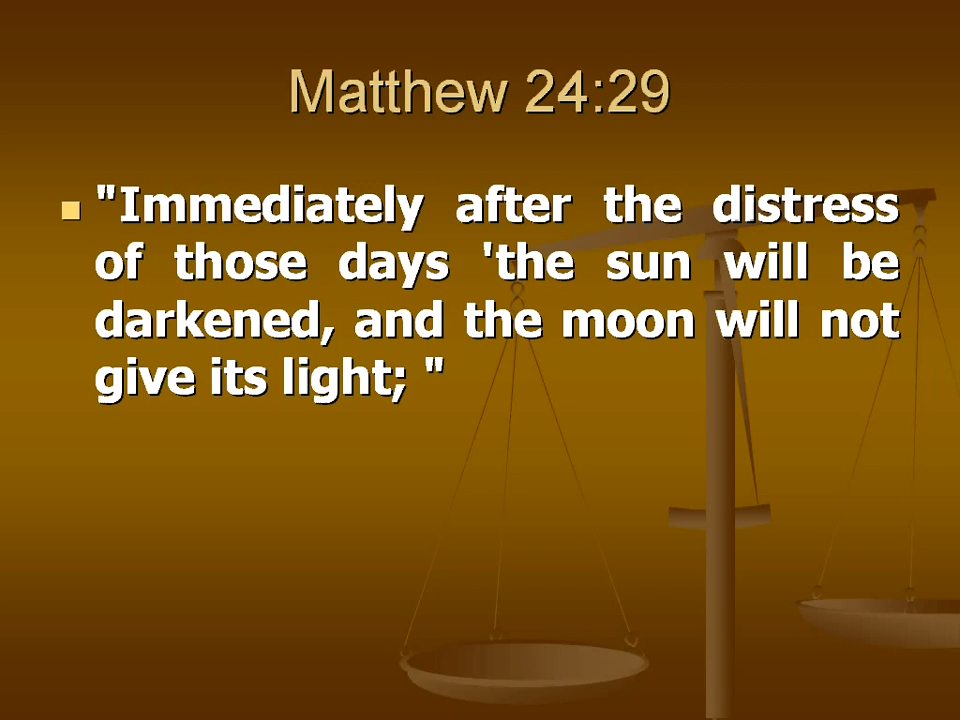 Matthew 24:29
"Immediately after the distress
of those days 'the sun will be
darkened, and the moon will not
give its light; "